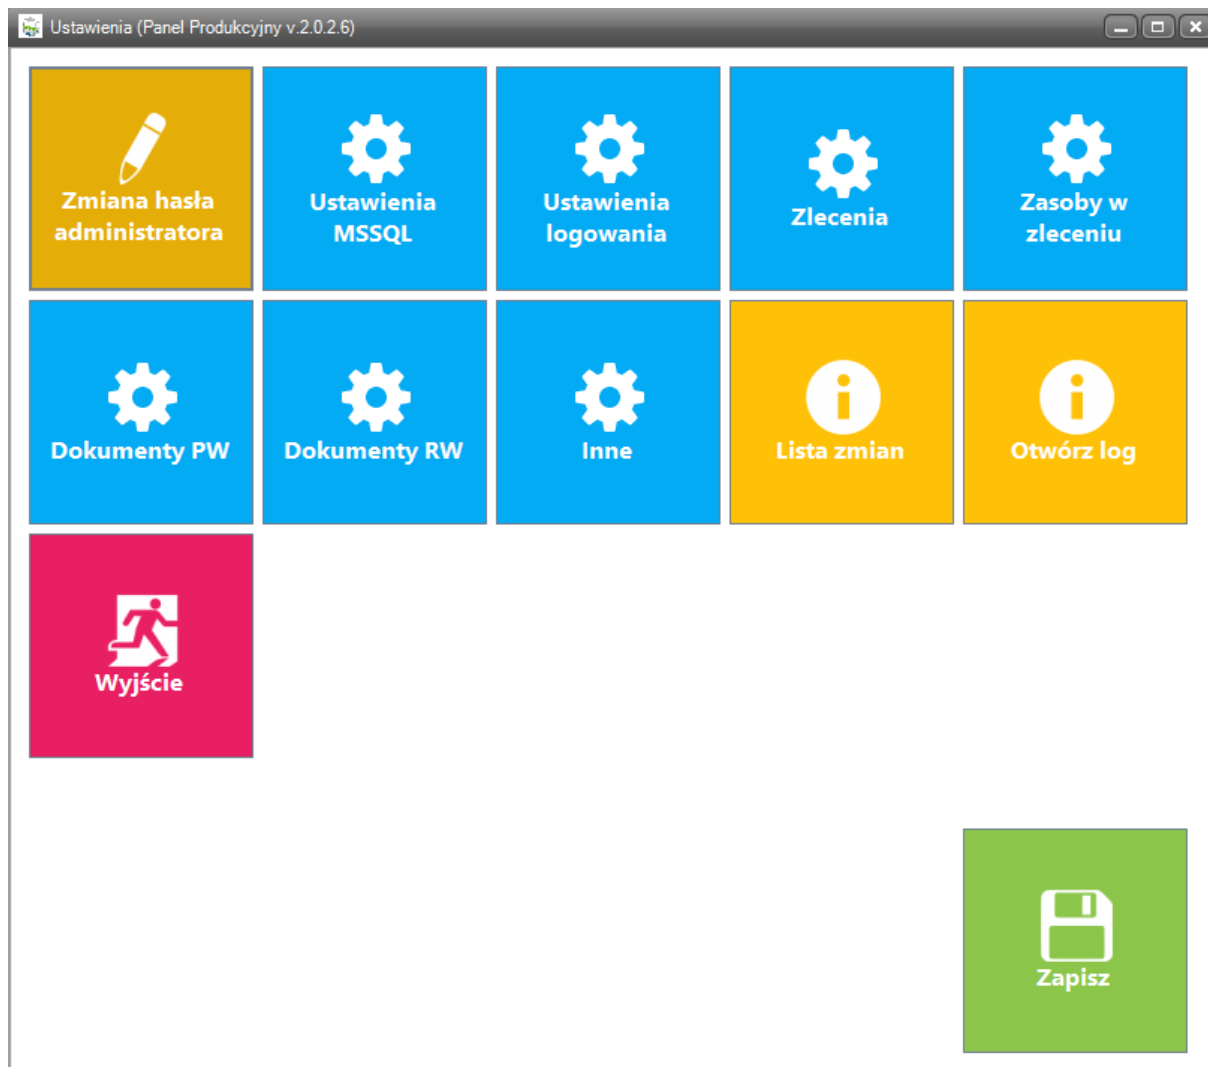 Ustawienia (Panel Produkcyjny v.2.0.2.6)
Zmiana hasła
administratora
Ustawienia
MSSQL
Ustawienia
logowania
Zlecenia
Zasoby w
zleceniu
Dokumenty PW
Dokumenty RW
Inne
Lista zmian
Otwórz log
Wyjście
Zapisz